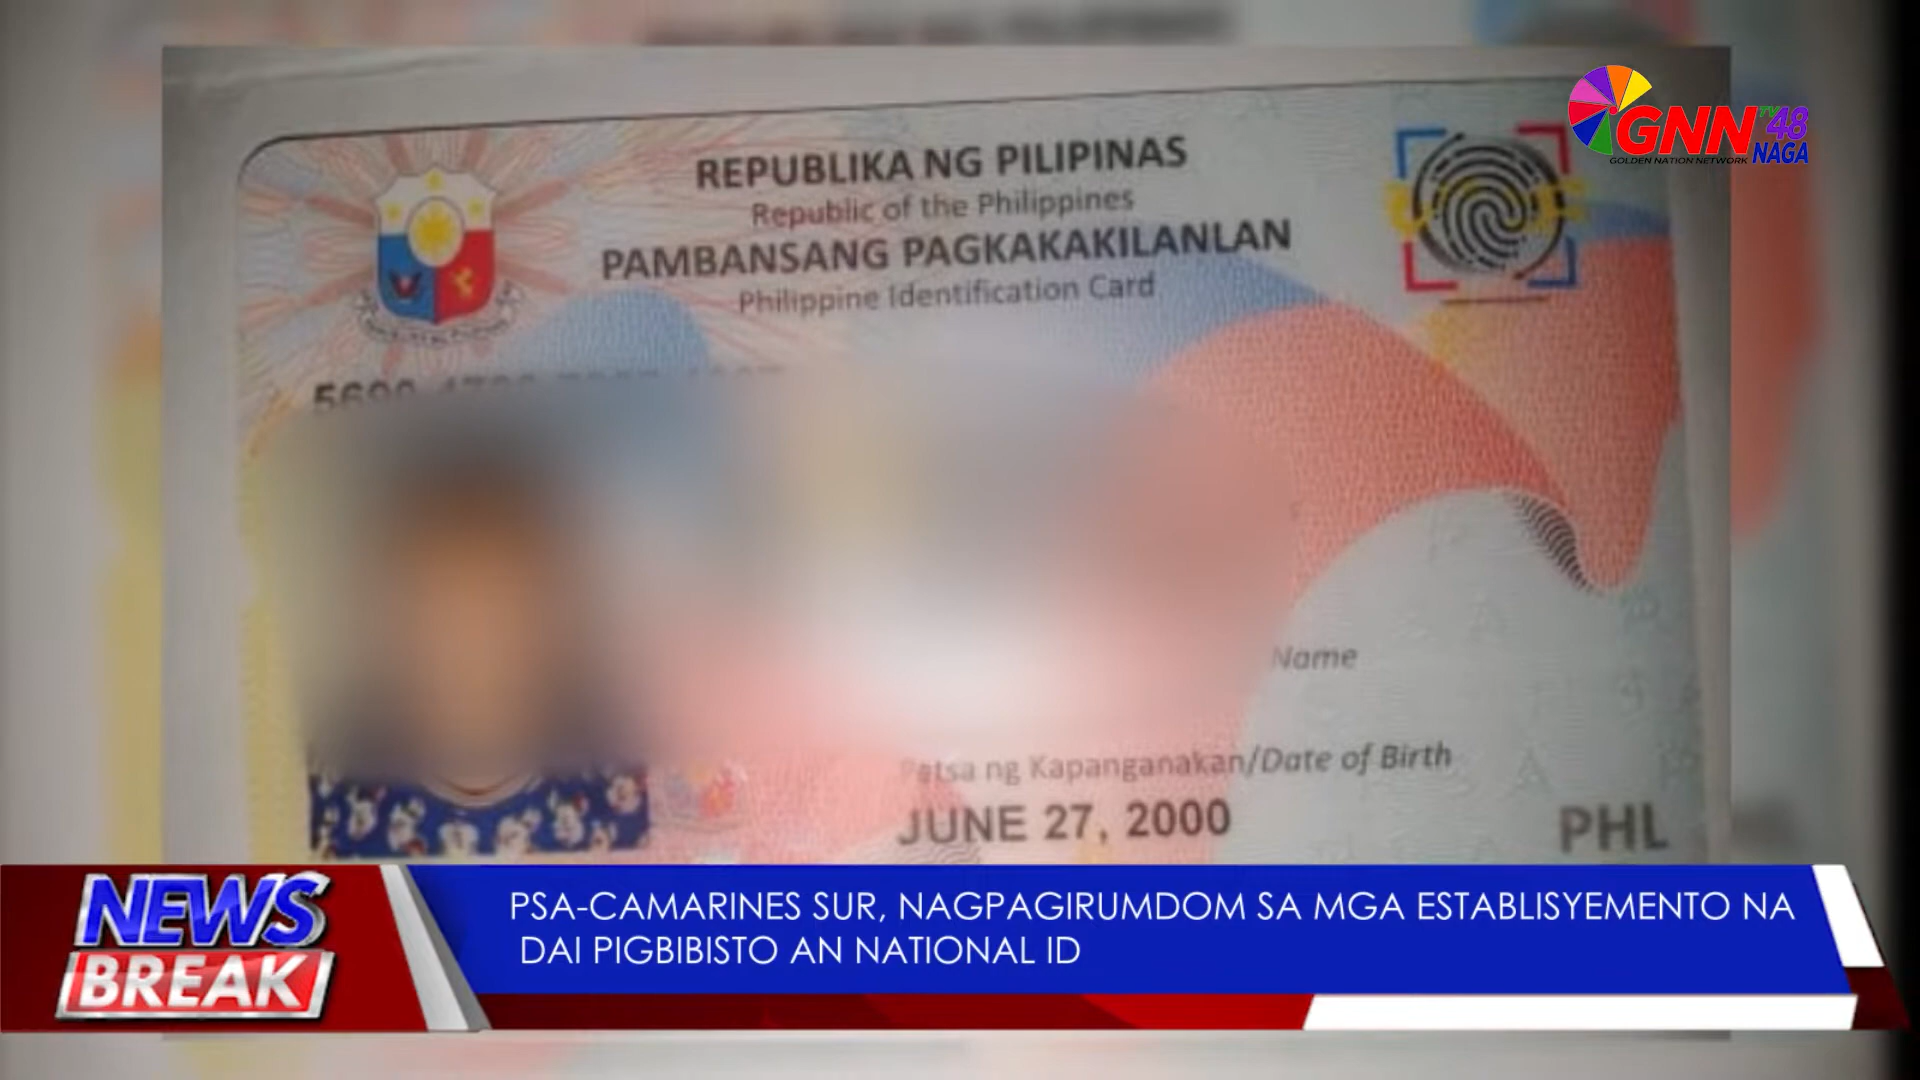 GNN TV 48
GOLDEN NATION NETWORK NAGA
REPUBLIKA NG PILIPINAS
Republic of the Philippines
PAMBANSANG PAGKAKAKILANLAN
Philippine Identification Card
Name
Petsa ng Kapanganakan/Date of Birth
JUNE 27, 2000
PHL
NEWS
BREAK
PSA-CAMARINES SUR, NAGPAGIRUMDOM SA MGA ESTABLISYEMENTO NA
DAI PIGBIBISTO AN NATIONAL ID